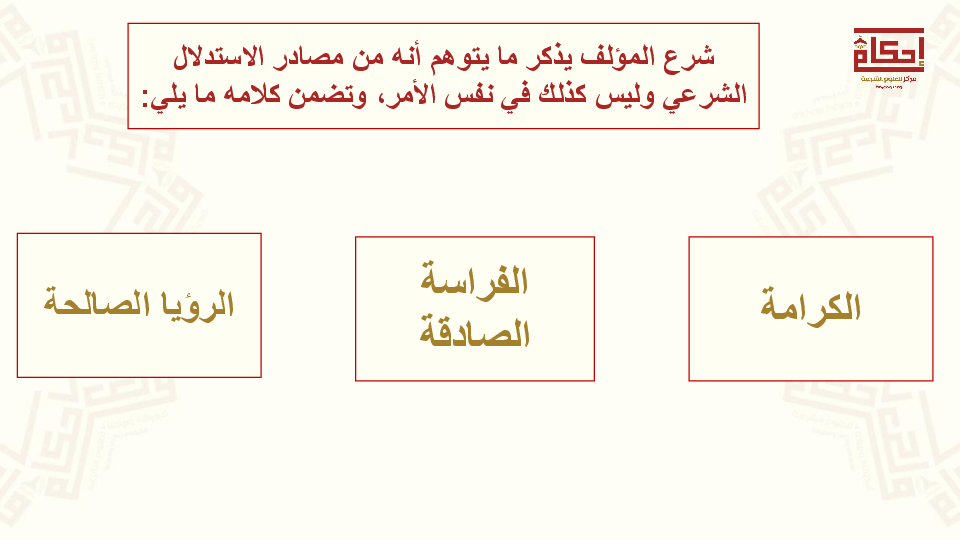 إحكام
مركز للعلوم الشرعية
شرع المؤلف يذكر ما يتوهم أنه من مصادر الاستدلال
الشرعي وليس كذلك في نفس الأمر، وتضمن كلامه ما يلي:
الكرامة
الفراسة
الصادقة
الرؤيا الصالحة